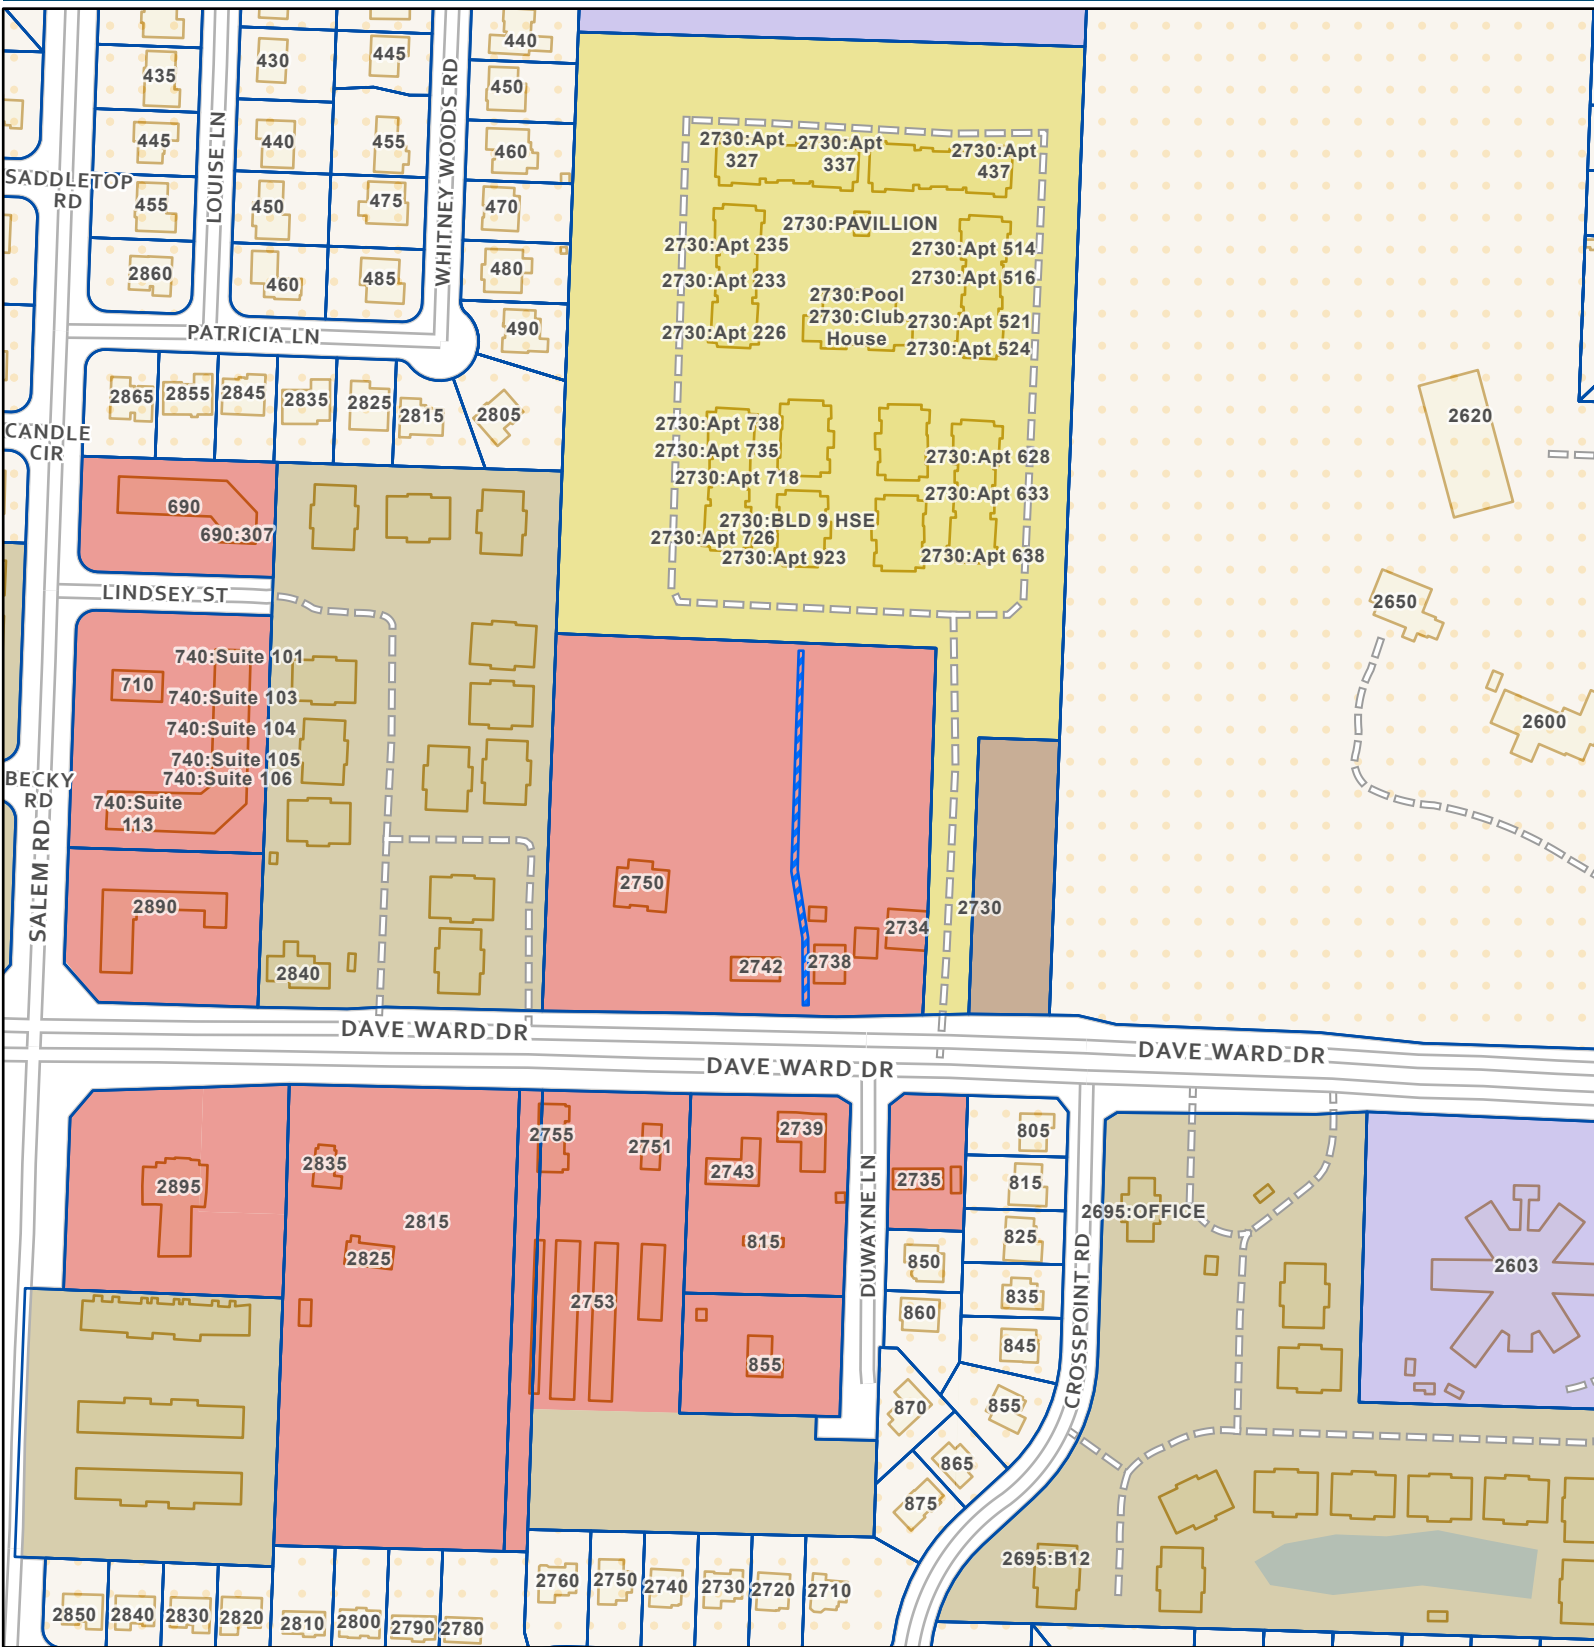 440
430
445
435
450
440
455
460
445
SADDLETOP
RD
LOUISE LN
WHITNEY WOODS RD
455
450
475
470
2860
460
485
480
490
PATRICIA LN
2730:Apt
327
2730:Apt
337
2730:Apt
437
2730:PAVILLION
2730:Apt 235
2730:Apt 514
2730:Apt 233
2730:Apt 516
2730:Pool
2730:Club
House
2730:Apt 521
2730:Apt 226
2730:Apt 524
2865
2855
2845
2835
2825
2815
2805
CANDLE
CIR
2730:Apt 738
2730:Apt 735
2730:Apt 628
2730:Apt 718
2730:Apt 633
2730:BLD 9 HSE
2730:Apt 726
2730:Apt 923
2730:Apt 638
2620
2650
2600
690
690:307
LINDSEY ST
740:Suite 101
710
740:Suite 103
740:Suite 104
740:Suite 105
740:Suite 106
740:Suite
113
BECKY
RD
SALEM RD
2890
2840
2750
2742
2738
2734
2730
DAVE WARD DR
DAVE WARD DR
DAVE WARD DR
2895
2835
2815
2825
2755
2751
2753
2743
2739
815
855
DUWAYNE LN
2735
850
860
870
875
805
815
825
835
845
855
865
CROSSPOINT RD
2695:OFFICE
2603
2695:B12
2850
2840
2830
2820
2810
2800
2790
2780
2760
2750
2740
2730
2720
2710